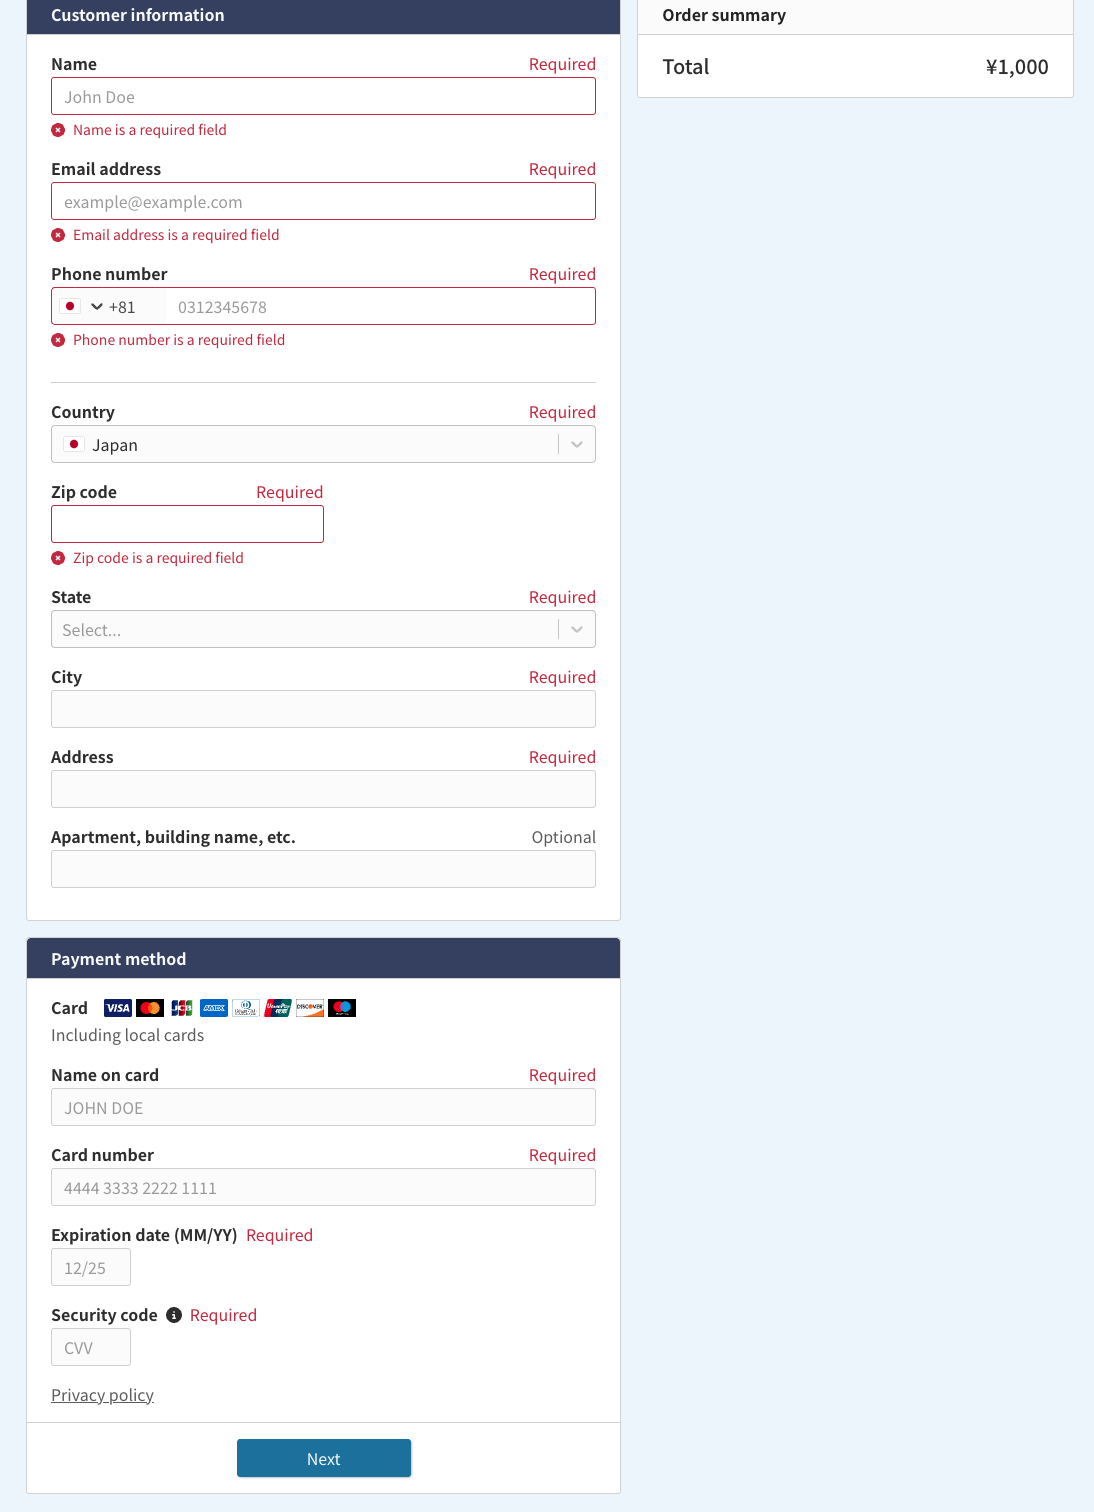 Customer information
Name Required
John Doe
Name is a required field
Email address Required
example@example.com
Email address is a required field
Phone number Required
+81 0312345678
Phone number is a required field
Country Required
Japan
Zip code Required
Zip code is a required field
State Required
Select...
City Required
Address Required
Apartment, building name, etc. Optional
Payment method
Card VISA JCB AMEX UnionPay DISCOVER
Including local cards
Name on card Required
JOHN DOE
Card number Required
4444 3333 2222 1111
Expiration date (MM/YY) Required
12/25
Security code Required
CVV
Privacy policy
Next
Order summary
Total ¥1,000